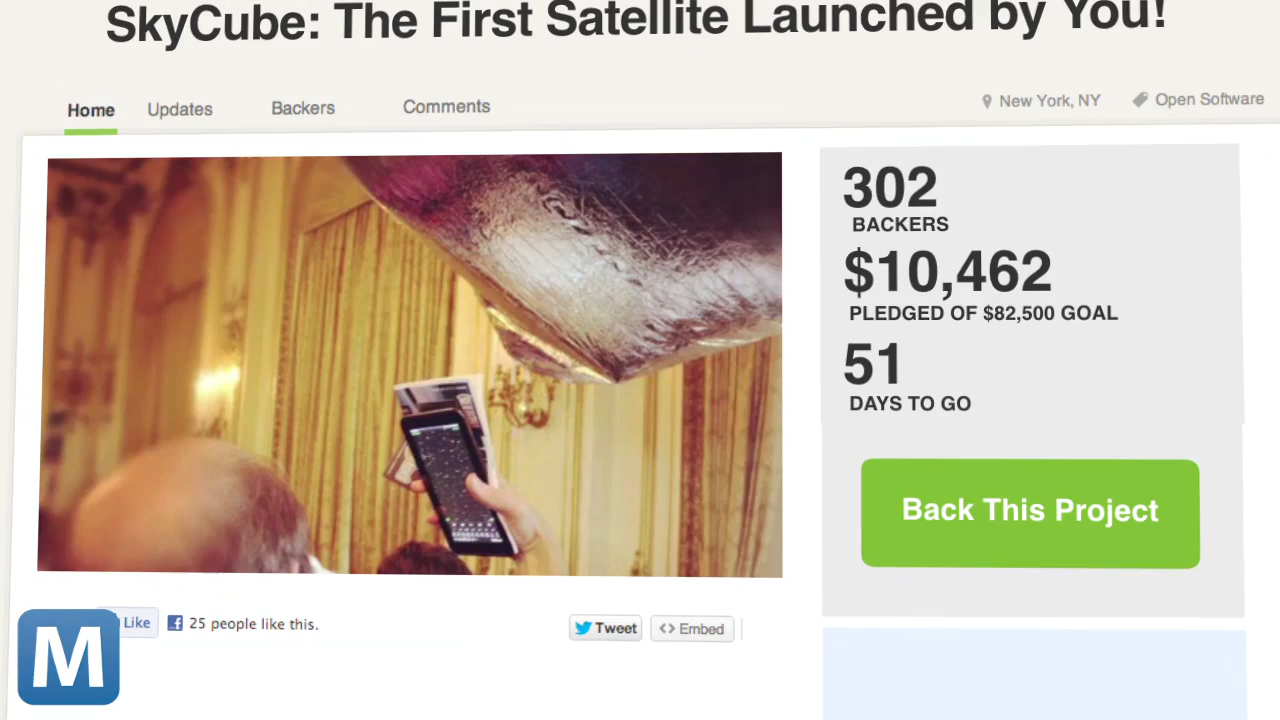 SkyCube: The First Satellite Launched by You!
Home Updates Backers Comments
New York, NY Open Software
302
BACKERS
$10,462
PLEDGED OF $82,500 GOAL
51
DAYS TO GO
Back This Project
Like 25 people like this.
Tweet Embed
M